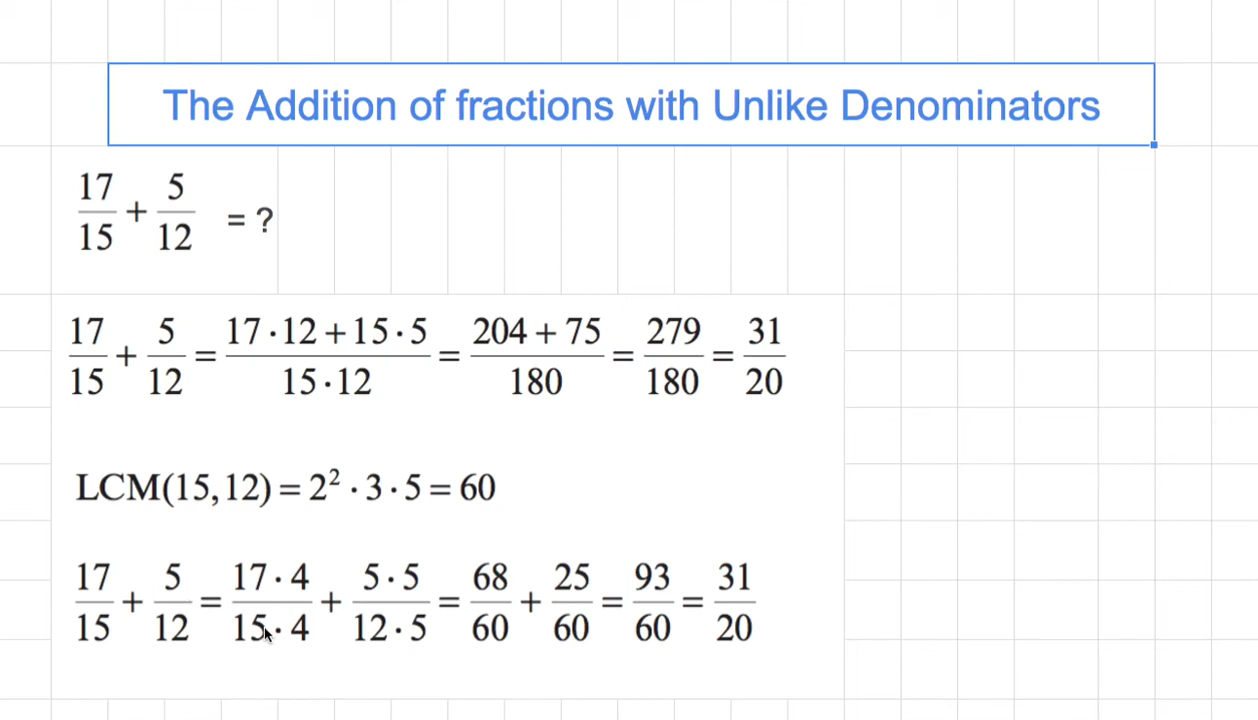 The Addition of fractions with Unlike Denominators
17/15 + 5/12 = ?
17/15 + 5/12 = (17·12+15·5)/(15·12) = (204+75)/180 = 279/180 = 31/20
LCM(15,12) = 2²·3·5 = 60
17/15 + 5/12 = (17·4)/(15·4) + (5·5)/(12·5) = 68/60 + 25/60 = 93/60 = 31/20